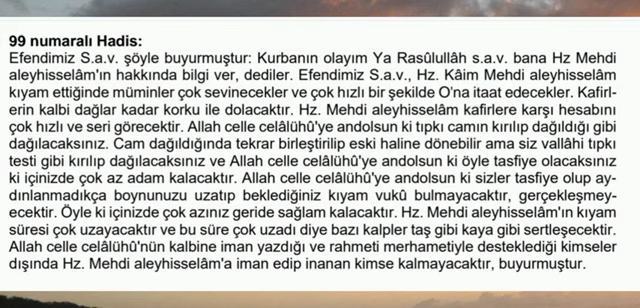 99 numaralı Hadis:
Efendimiz S.a.v. şöyle buyurmuştur: Kurbanın olayım Ya Rasûlullâh s.a.v. bana Hz Mehdi
aleyhisselâm'ın hakkında bilgi ver, dediler. Efendimiz S.a.v., Hz. Kâim Mehdi aleyhisselâm
kıyam ettiğinde müminler çok sevinecekler ve çok hızlı bir şekilde O'na itaat edecekler. Kafirl-
erin kalbi dağlar kadar korku ile dolacaktır. Hz. Mehdi aleyhisselâm kafirlere karşı hesabını
çok hızlı ve seri görecektir. Allah celle celâlühû'ye andolsun ki tıpkı camın kırılıp dağıldığı gibi
dağılacaksınız. Cam dağıldığında tekrar birleştirilip eski haline dönebilir ama siz vallâhi tıpkı
testi gibi kırılıp dağılacaksınız ve Allah celle celâlühû'ye andolsun ki öyle tasfiye olacaksınız
ki içinizde çok az adam kalacaktır. Allah celle celâlühû'ye andolsun ki sizler tasfiye olup ay-
dınlanmadıkça boynunuzu uzatıp beklediğiniz kıyam vukû bulmayacaktır, gerçekleşmey-
ecektir. Öyle ki içinizde çok azınız geride sağlam kalacaktır. Hz. Mehdi aleyhisselâm'ın kıyam
süresi çok uzayacaktır ve bu süre çok uzadı diye bazı kalpler taş gibi kaya gibi sertleşecektir.
Allah celle celâlühû'nün kalbine iman yazdığı ve rahmeti merhametiyle desteklediği kimseler
dışında Hz. Mehdi aleyhisselâm'a iman edip inanan kimse kalmayacaktır, buyurmuştur.